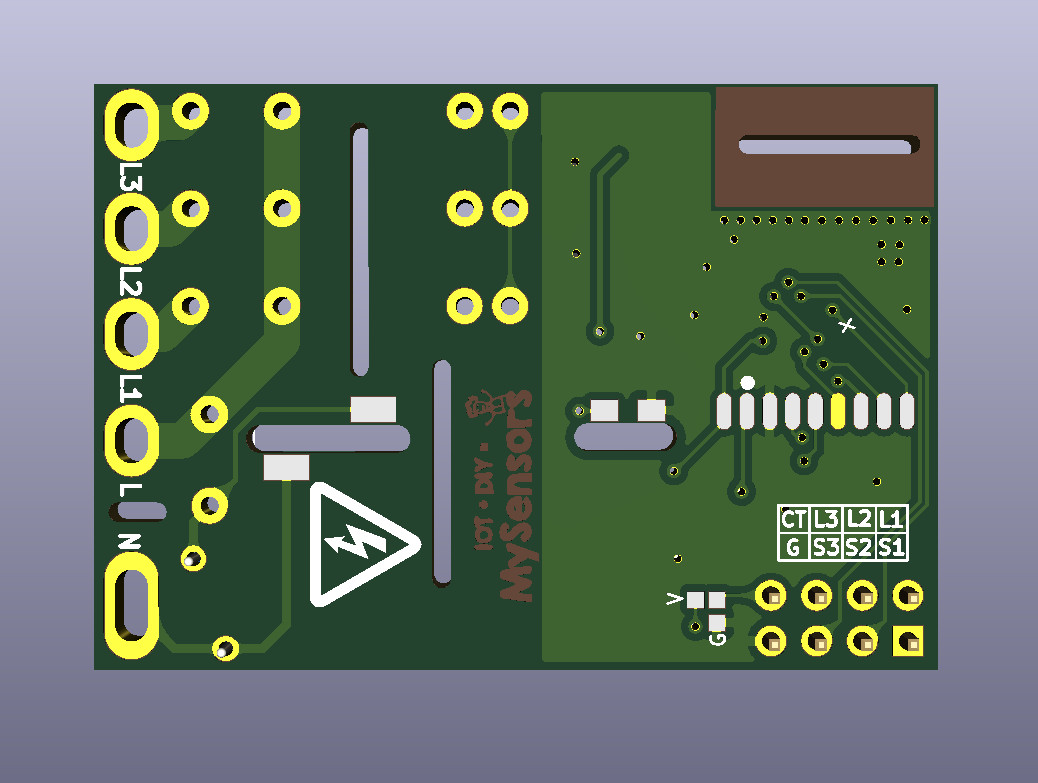 L3
L2
L1
L
N
IOT • DIY
MySensors
CT L3 L2 L1
G S3 S2 S1
V
G